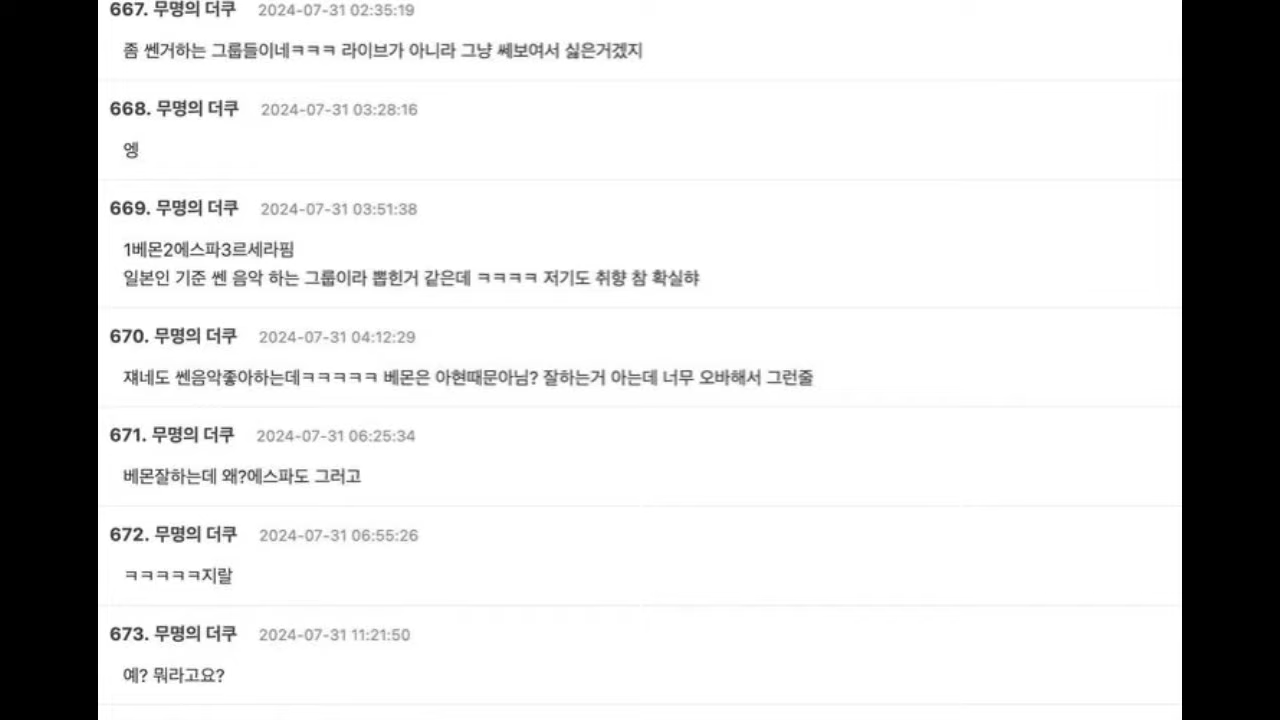 667. 무명의 더쿠 2024-07-31 02:35:19
좀 쎈거하는 그룹들이네ㅋㅋㅋ 라이브가 아니라 그냥 쎄보여서 싫은거겠지
668. 무명의 더쿠 2024-07-31 03:28:16
엥
669. 무명의 더쿠 2024-07-31 03:51:38
1베몬2에스파3르세라핌
일본인 기준 쎈 음악 하는 그룹이라 뽑힌거 같은데 ㅋㅋㅋㅋ 저기도 취향 참 확실햐
670. 무명의 더쿠 2024-07-31 04:12:29
쟤네도 쎈음악좋아하는데ㅋㅋㅋㅋㅋ 베몬은 아현때문아님? 잘하는거 아는데 너무 오바해서 그런줄
671. 무명의 더쿠 2024-07-31 06:25:34
베몬잘하는데 왜?에스파도 그러고
672. 무명의 더쿠 2024-07-31 06:55:26
ㅋㅋㅋㅋㅋ지랄
673. 무명의 더쿠 2024-07-31 11:21:50
예? 뭐라고요?